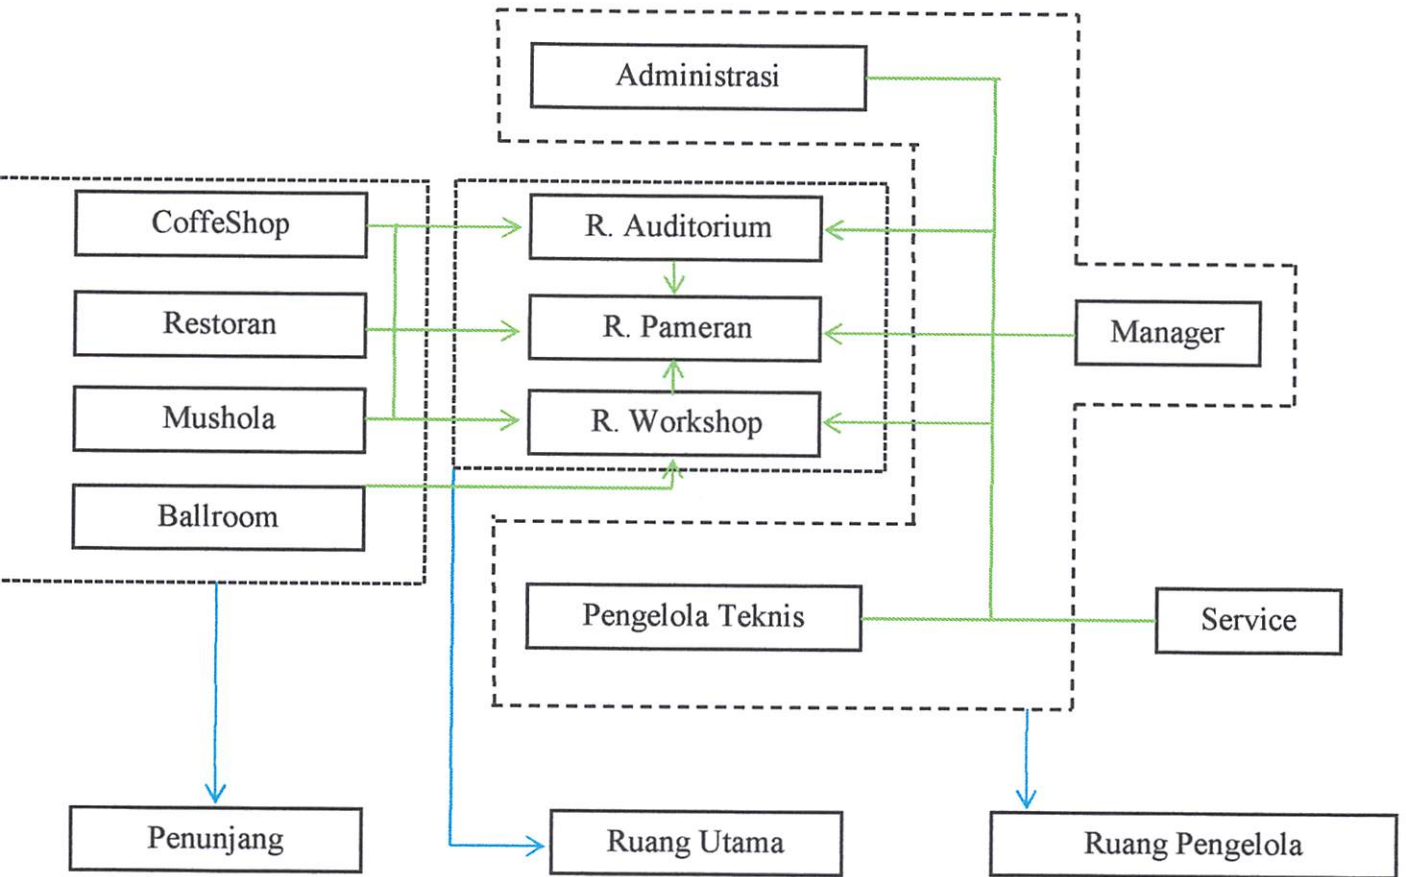 Administrasi
CoffeShop
R. Auditorium
Restoran
R. Pameran
Manager
Mushola
R. Workshop
Ballroom
Pengelola Teknis
Service
Penunjang
Ruang Utama
Ruang Pengelola